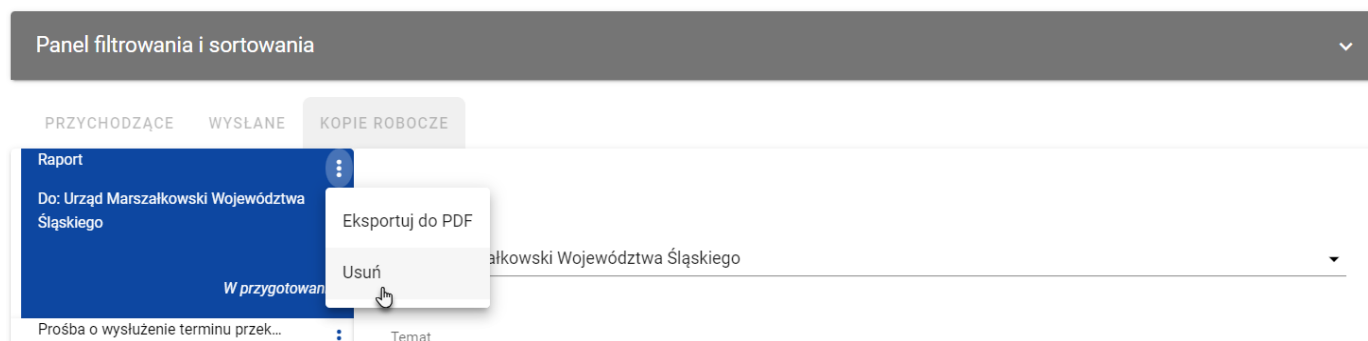 Panel filtrowania i sortowania
PRZYCHODZĄCE WYSŁANE KOPIE ROBOCZE
Raport
Do: Urząd Marszałkowski Województwa
Śląskiego
W przygotowan
Eksportuj do PDF
Usuń
ałkowski Województwa Śląskiego
Prośba o wysłużenie terminu przek...
Temat